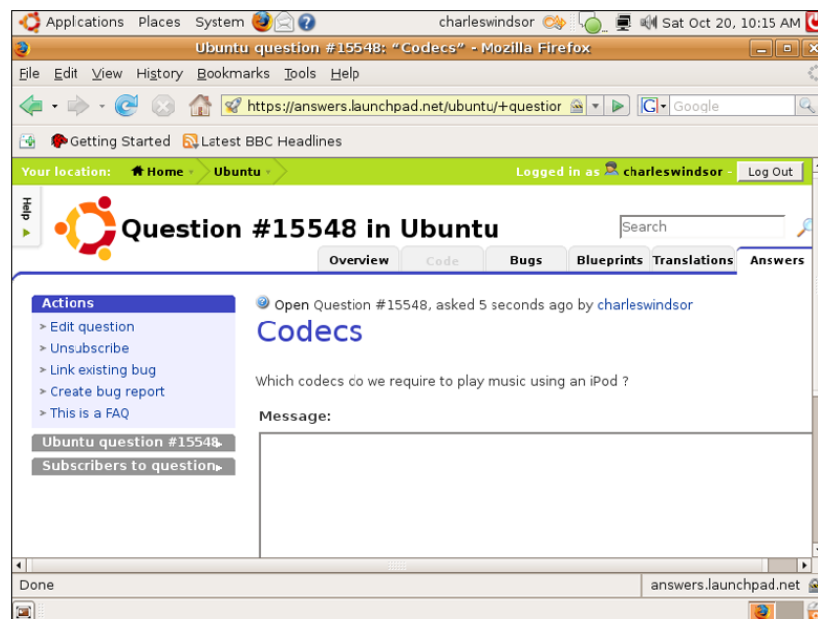 Applications Places System charleswindsor Sat Oct 20, 10:15 AM
Ubuntu question #15548: “Codecs” - Mozilla Firefox
File Edit View History Bookmarks Tools Help
https://answers.launchpad.net/ubuntu/+question G Google
Getting Started Latest BBC Headlines
Your location: Home Ubuntu Logged in as charleswindsor - Log Out
Help
Question #15548 in Ubuntu
Search
Overview Code Bugs Blueprints Translations Answers
Actions
Edit question
Unsubscribe
Link existing bug
Create bug report
This is a FAQ
Ubuntu question #15548
Subscribers to question
Open Question #15548, asked 5 seconds ago by charleswindsor
Codecs
Which codecs do we require to play music using an iPod ?
Message:
Done answers.launchpad.net